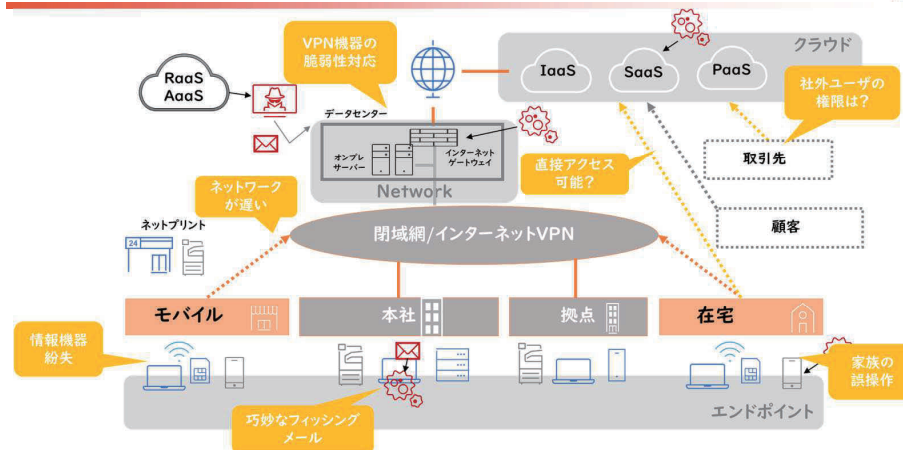 クラウド
VPN機器の
脆弱性対応
IaaS
SaaS
PaaS
RaaS
AaaS
社外ユーザの
権限は?
データセンター
オンプレ
サーバー
インターネット
ゲートウェイ
Network
直接アクセス
可能?
取引先
ネットワーク
が遅い
顧客
ネットプリント
24
閉域網/インターネットVPN
モバイル
本社
拠点
在宅
情報機器
紛失
家族の
誤操作
巧妙なフィッシング
メール
エンドポイント